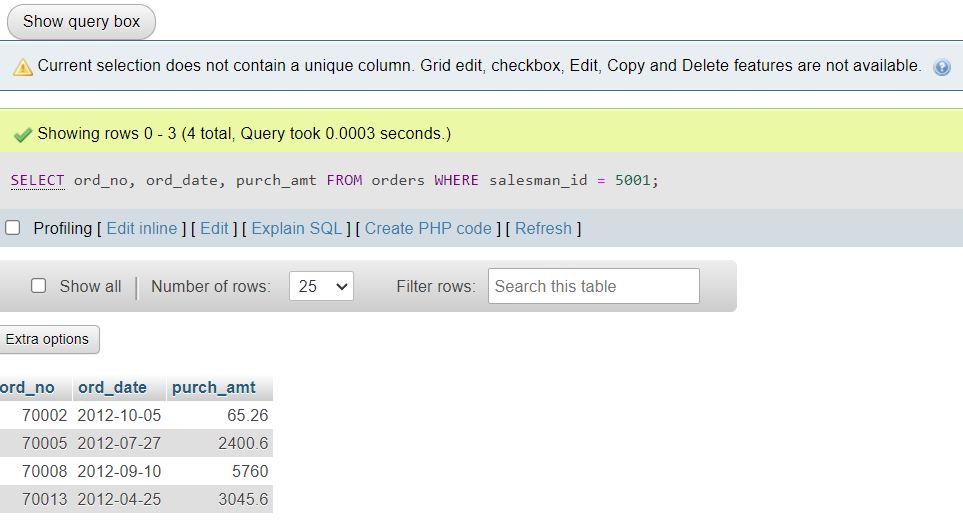 Show query box
Current selection does not contain a unique column. Grid edit, checkbox, Edit, Copy and Delete features are not available.
Showing rows 0 - 3 (4 total, Query took 0.0003 seconds.)
SELECT ord_no, ord_date, purch_amt FROM orders WHERE salesman_id = 5001;
Profiling [ Edit inline ] [ Edit ] [ Explain SQL ] [ Create PHP code ] [ Refresh ]
Show all Number of rows: 25 Filter rows: Search this table
Extra options
ord_no ord_date purch_amt
70002 2012-10-05 65.26
70005 2012-07-27 2400.6
70008 2012-09-10 5760
70013 2012-04-25 3045.6